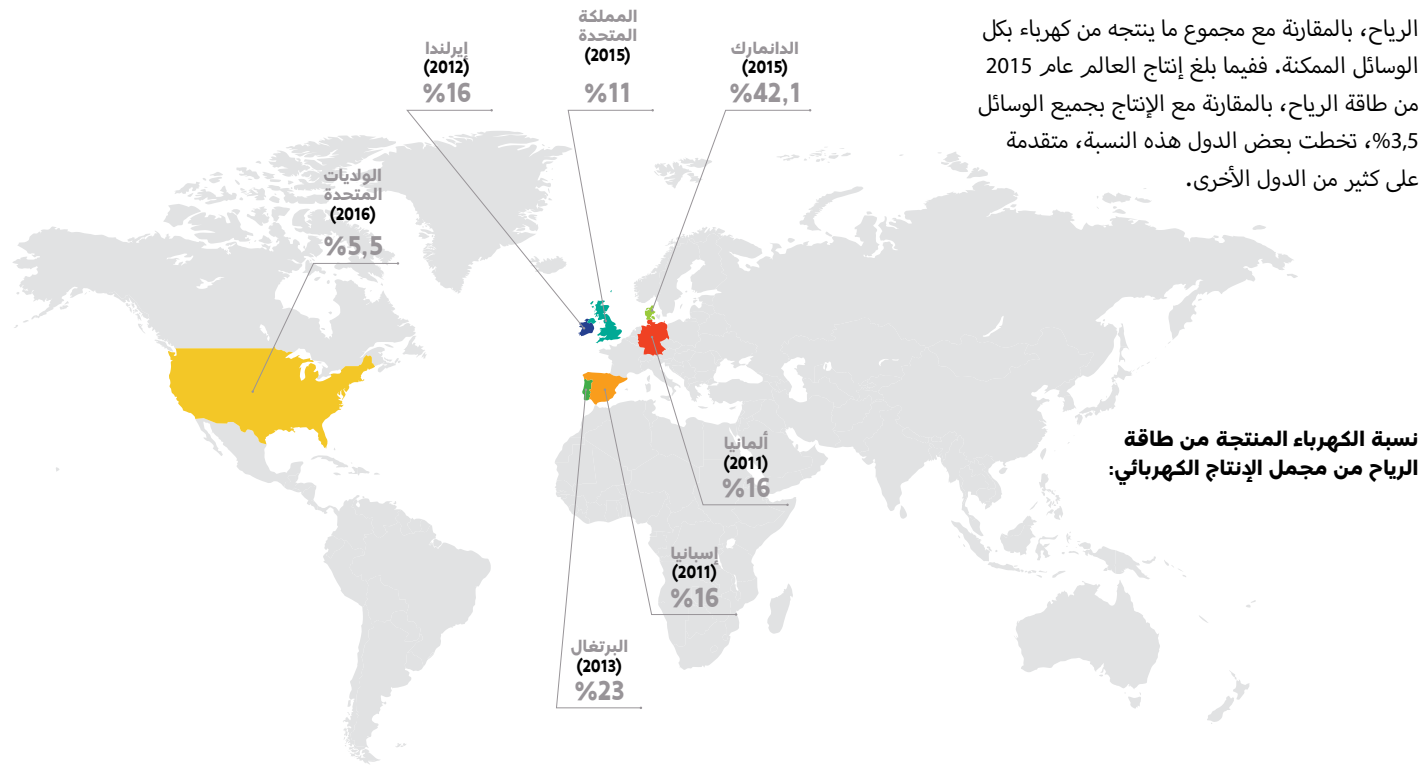 الرياح، بالمقارنة مع مجموع ما ينتجه من كهرباء بكل
الوسائل الممكنة. ففيما بلغ إنتاج العالم عام 2015
من طاقة الرياح، بالمقارنة مع الإنتاج بجميع الوسائل
3,5%، تخطت بعض الدول هذه النسبة، متقدمة
على كثير من الدول الأخرى.
الدانمارك
(2015)
%42,1
المملكة
المتحدة
(2015)
%11
إيرلندا
(2012)
%16
الولايات
المتحدة
(2016)
%5,5
نسبة الكهرباء المنتجة من طاقة
الرياح من مجمل الإنتاج الكهربائي:
ألمانيا
(2011)
%16
إسبانيا
(2011)
%16
البرتغال
(2013)
%23